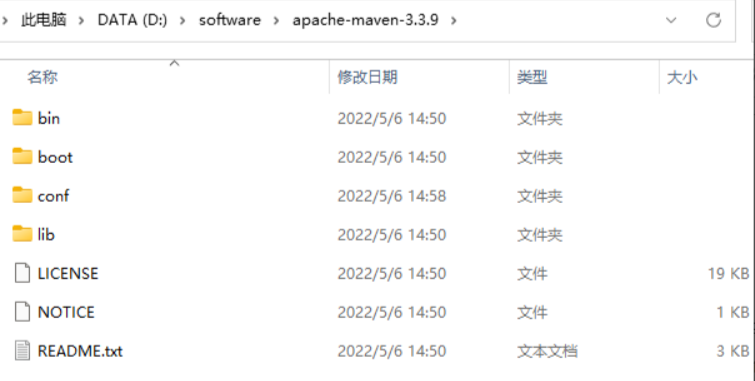 此电脑 > DATA (D:) > software > apache-maven-3.3.9 >
名称 修改日期 类型 大小
bin 2022/5/6 14:50 文件夹
boot 2022/5/6 14:50 文件夹
conf 2022/5/6 14:58 文件夹
lib 2022/5/6 14:50 文件夹
LICENSE 2022/5/6 14:50 文件 19 KB
NOTICE 2022/5/6 14:50 文件 1 KB
README.txt 2022/5/6 14:50 文本文档 3 KB